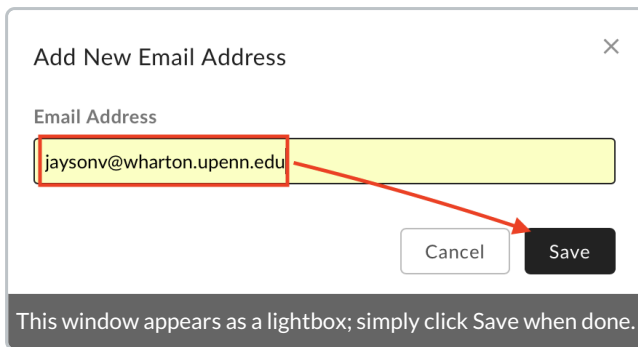 Add New Email Address
Email Address
jaysonv@wharton.upenn.edu
Cancel
Save
This window appears as a lightbox; simply click Save when done.